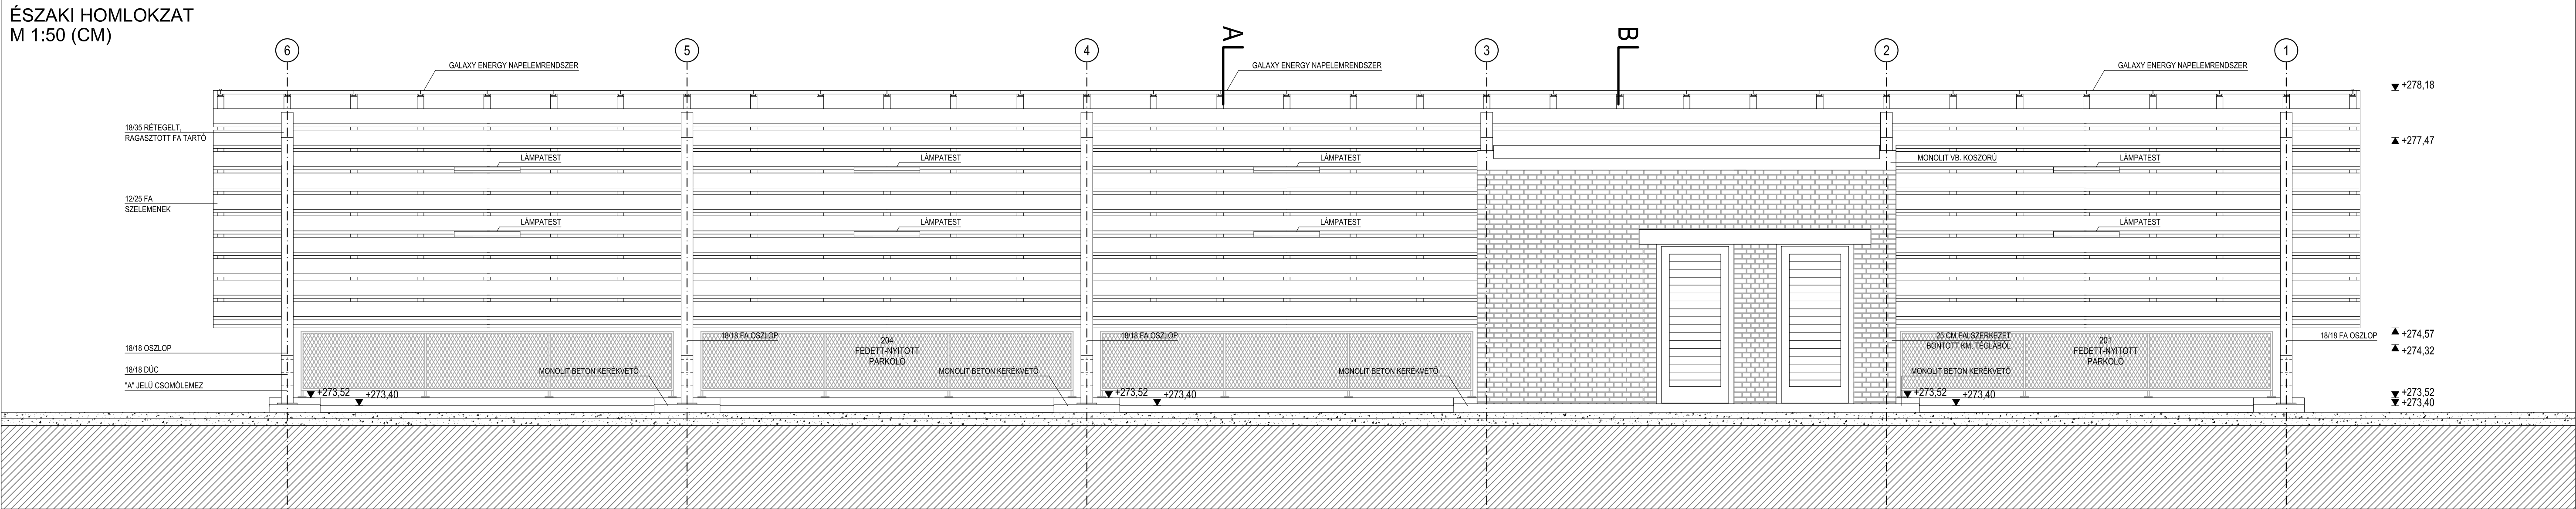 ÉSZAKI HOMLOKZAT
M 1:50 (CM)
6
5
4
A
3
B
2
1
GALAXY ENERGY NAPELEMRENDSZER
GALAXY ENERGY NAPELEMRENDSZER
GALAXY ENERGY NAPELEMRENDSZER
+278,18
18/35 RÉTEGELT,
RAGASZTOTT FA TARTÓ
+277,47
LÁMPATEST
LÁMPATEST
LÁMPATEST
MONOLIT VB. KOSZORÚ
LÁMPATEST
12/25 FA
SZELEMENEK
LÁMPATEST
LÁMPATEST
LÁMPATEST
LÁMPATEST
18/18 OSZLOP
18/18 DÚC
"A" JELŰ CSOMÓLEMEZ
+273,52
+273,40
MONOLIT BETON KERÉKVETŐ
18/18 FA OSZLOP
204
FEDETT-NYITOTT
PARKOLÓ
MONOLIT BETON KERÉKVETŐ
18/18 FA OSZLOP
+273,52
+273,40
MONOLIT BETON KERÉKVETŐ
25 CM FALSZERKEZET
BONTOTT KM. TÉGLÁBÓL
MONOLIT BETON KERÉKVETŐ
+273,52
+273,40
201
FEDETT-NYITOTT
PARKOLÓ
18/18 FA OSZLOP
+274,57
+274,32
+273,52
+273,40